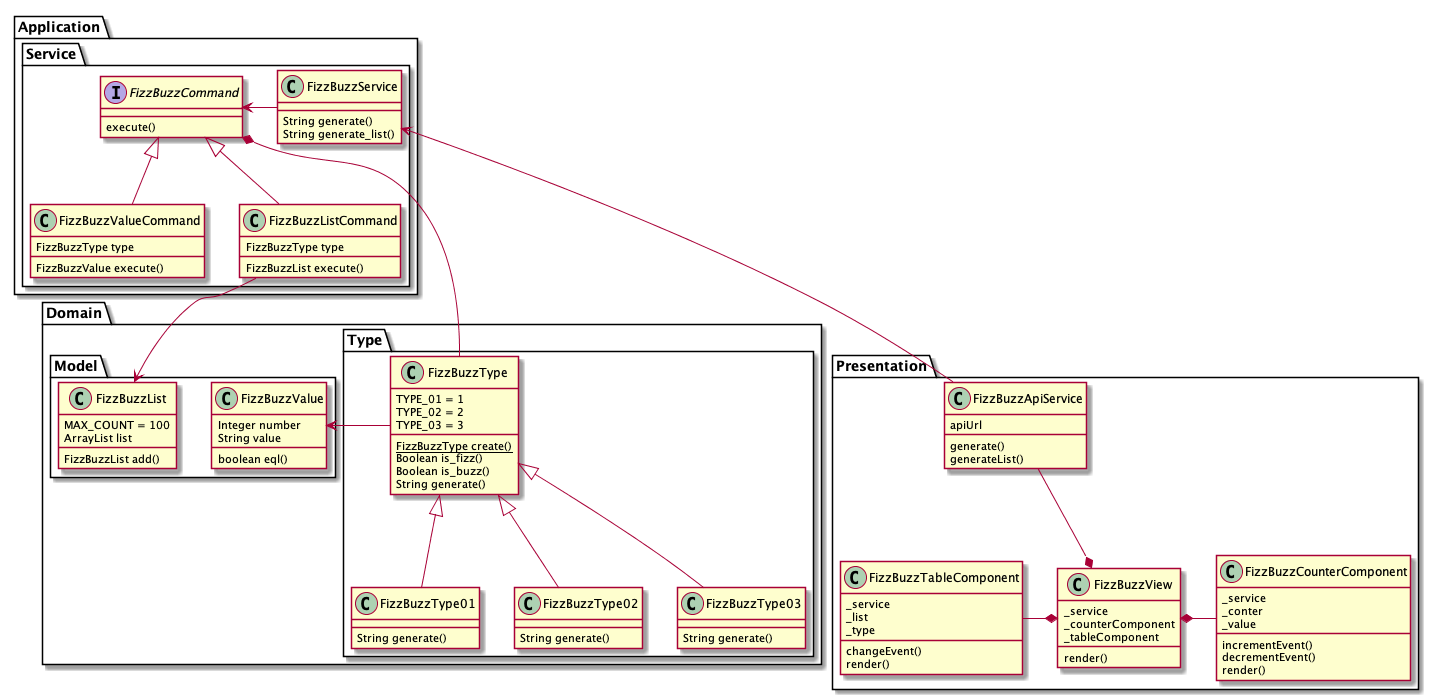 Application
Service
I FizzBuzzCommand
execute()
C FizzBuzzService
String generate()
String generate_list()
C FizzBuzzValueCommand
FizzBuzzType type
FizzBuzzValue execute()
C FizzBuzzListCommand
FizzBuzzType type
FizzBuzzList execute()
Domain
Model
C FizzBuzzList
MAX_COUNT = 100
ArrayList list
FizzBuzzList add()
C FizzBuzzValue
Integer number
String value
boolean eql()
Type
C FizzBuzzType
TYPE_01 = 1
TYPE_02 = 2
TYPE_03 = 3
FizzBuzzType create()
Boolean is_fizz()
Boolean is_buzz()
String generate()
C FizzBuzzType01
String generate()
C FizzBuzzType02
String generate()
C FizzBuzzType03
String generate()
Presentation
C FizzBuzzApiService
apiUrl
generate()
generateList()
C FizzBuzzTableComponent
_service
_list
_type
changeEvent()
render()
C FizzBuzzView
_service
_counterComponent
_tableComponent
render()
C FizzBuzzCounterComponent
_service
_conter
_value
incrementEvent()
decrementEvent()
render()